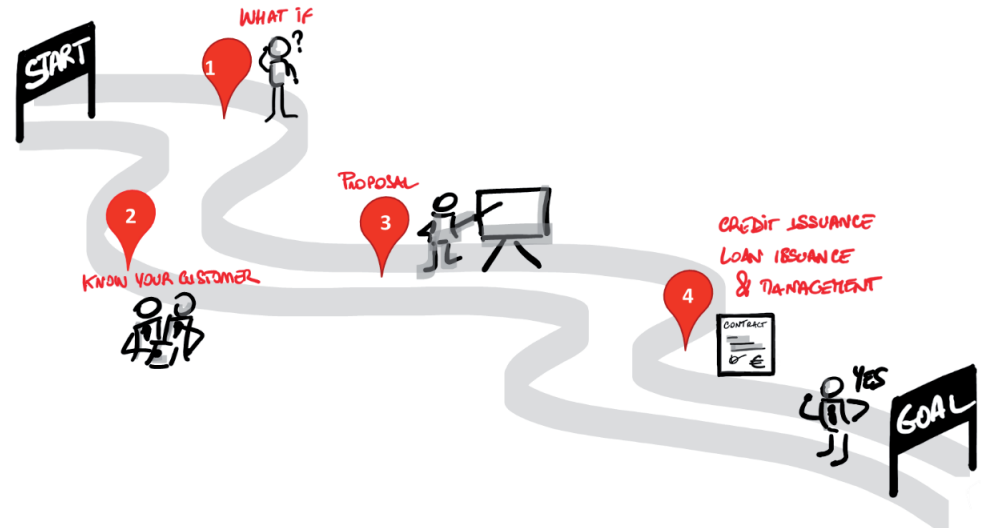 START
WHAT IF
?
1
2
KNOW YOUR CUSTOMER
PROPOSAL
3
CREDIT ISSUANCE
LOAN ISSUANCE
& MANAGEMENT
4
CONTRACT
€
YES
GOAL